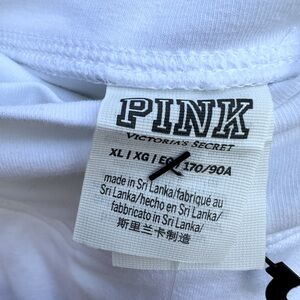 PINK
VICTORIA'S SECRET
XL | XG | EG | 170/90A
made in Sri Lanka/fabriqué au
Sri Lanka/hecho en Sri Lanka/
fabbricato in Sri Lanka/
斯里兰卡制造